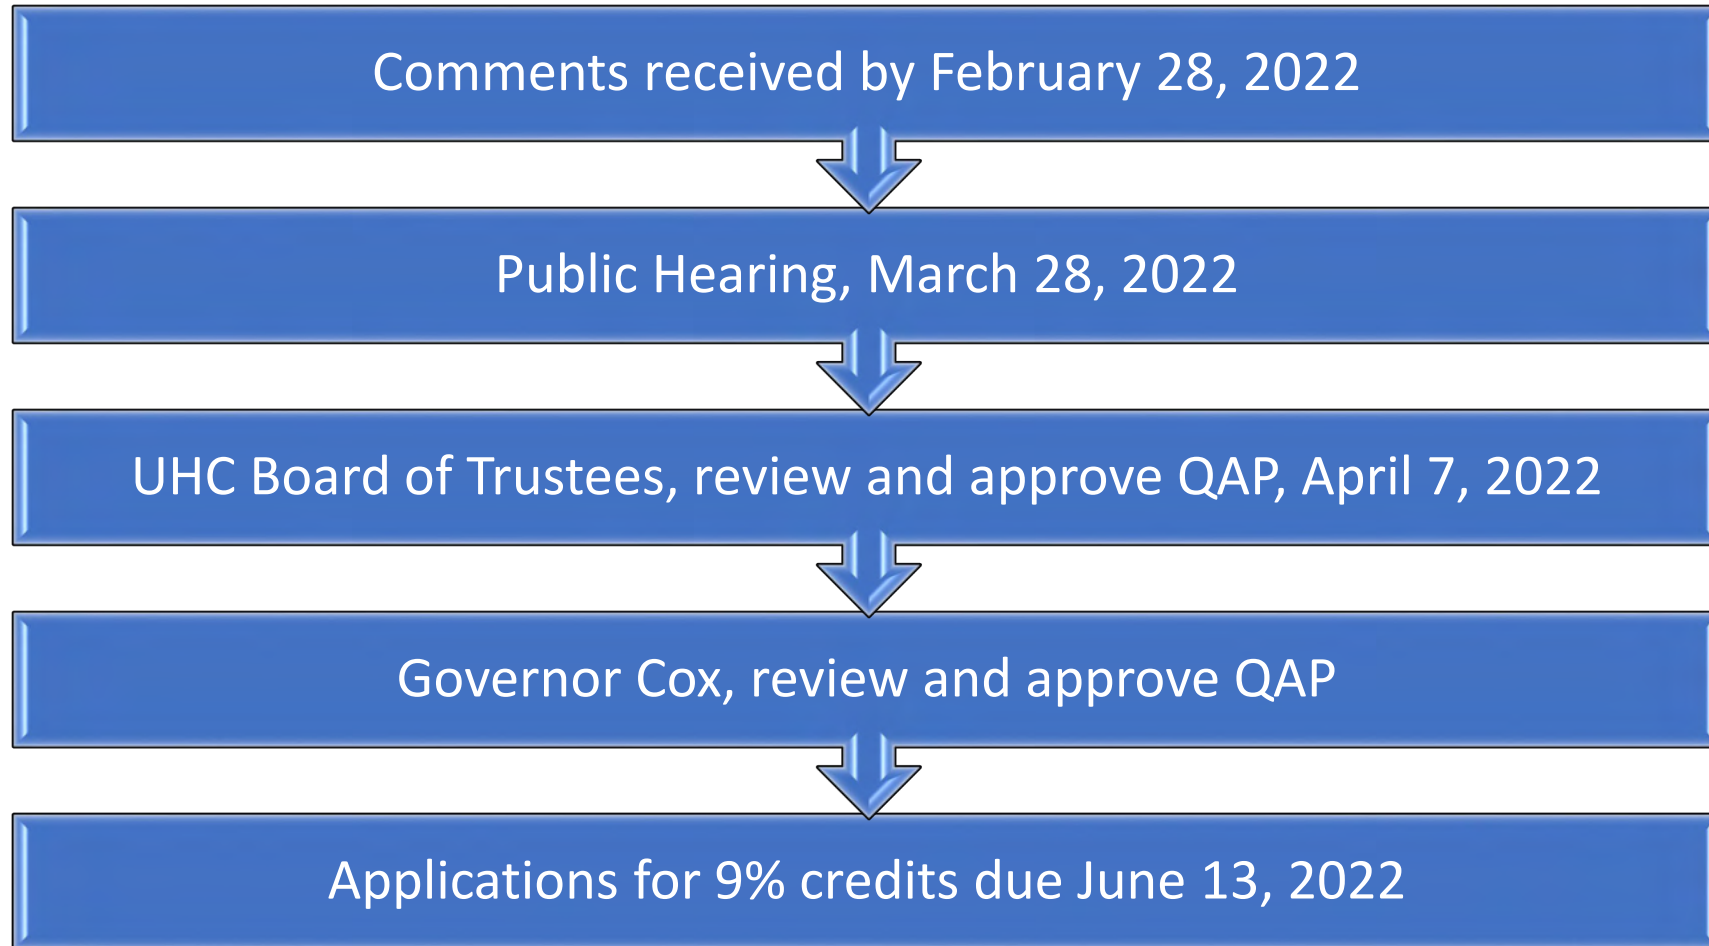 Comments received by February 28, 2022
Public Hearing, March 28, 2022
UHC Board of Trustees, review and approve QAP, April 7, 2022
Governor Cox, review and approve QAP
Applications for 9% credits due June 13, 2022